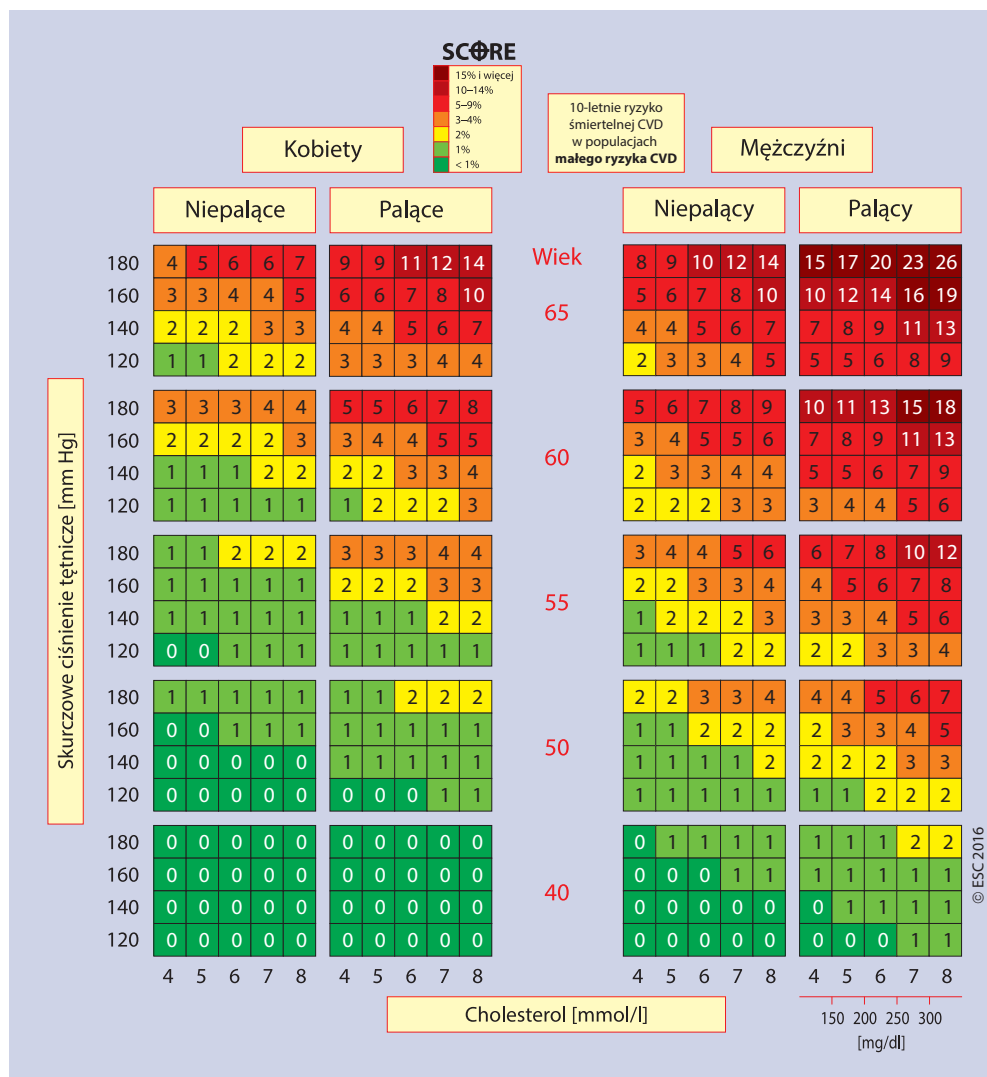 SCORE
15% i więcej
10–14%
5–9%
3–4%
2%
1%
< 1%
10-letnie ryzyko
śmiertelnej CVD
w populacjach
małego ryzyka CVD
Kobiety
Mężczyźni
Niepalące
Palące
Niepalący
Palący
Wiek
Skurczowe ciśnienie tętnicze [mm Hg]
180 4 5 6 6 7 9 9 11 12 14 8 9 10 12 14 15 17 20 23 26
160 3 3 4 4 5 6 6 7 8 10 5 6 7 8 10 10 12 14 16 19
65
140 2 2 2 3 3 4 4 5 6 7 4 4 5 6 7 7 8 9 11 13
120 1 1 2 2 2 3 3 3 4 4 2 3 3 4 5 5 5 6 8 9
180 3 3 3 4 4 5 5 6 7 8 5 6 7 8 9 10 11 13 15 18
160 2 2 2 2 3 3 4 4 5 5 3 4 5 5 6 7 8 9 11 13
60
140 1 1 1 2 2 2 2 3 3 4 2 3 3 4 4 5 5 6 7 9
120 1 1 1 1 1 1 2 2 2 3 2 2 2 3 3 3 4 4 5 6
180 1 1 2 2 2 3 3 3 4 4 3 4 4 5 6 6 7 8 10 12
160 1 1 1 1 1 2 2 2 3 3 2 2 3 3 4 4 5 6 7 8
55
140 1 1 1 1 1 1 1 1 2 2 1 2 2 2 3 3 3 4 5 6
120 0 0 1 1 1 1 1 1 1 1 1 1 1 2 2 2 2 3 3 4
180 1 1 1 1 1 1 1 2 2 2 2 2 3 3 4 4 4 5 6 7
160 0 0 1 1 1 1 1 1 1 1 1 1 2 2 2 2 3 3 4 5
50
140 0 0 0 0 0 1 1 1 1 1 1 1 1 1 2 2 2 2 3 3
120 0 0 0 0 0 0 0 0 1 1 1 1 1 1 1 1 1 2 2 2
180 0 0 0 0 0 0 0 0 0 0 0 1 1 1 1 1 1 1 2 2
160 0 0 0 0 0 0 0 0 0 0 0 0 0 1 1 1 1 1 1 1
40
140 0 0 0 0 0 0 0 0 0 0 0 0 0 0 0 0 1 1 1 1
120 0 0 0 0 0 0 0 0 0 0 0 0 0 0 0 0 0 0 1 1
4 5 6 7 8 4 5 6 7 8 4 5 6 7 8 4 5 6 7 8
Cholesterol [mmol/l]
150 200 250 300
[mg/dl]
© ESC 2016